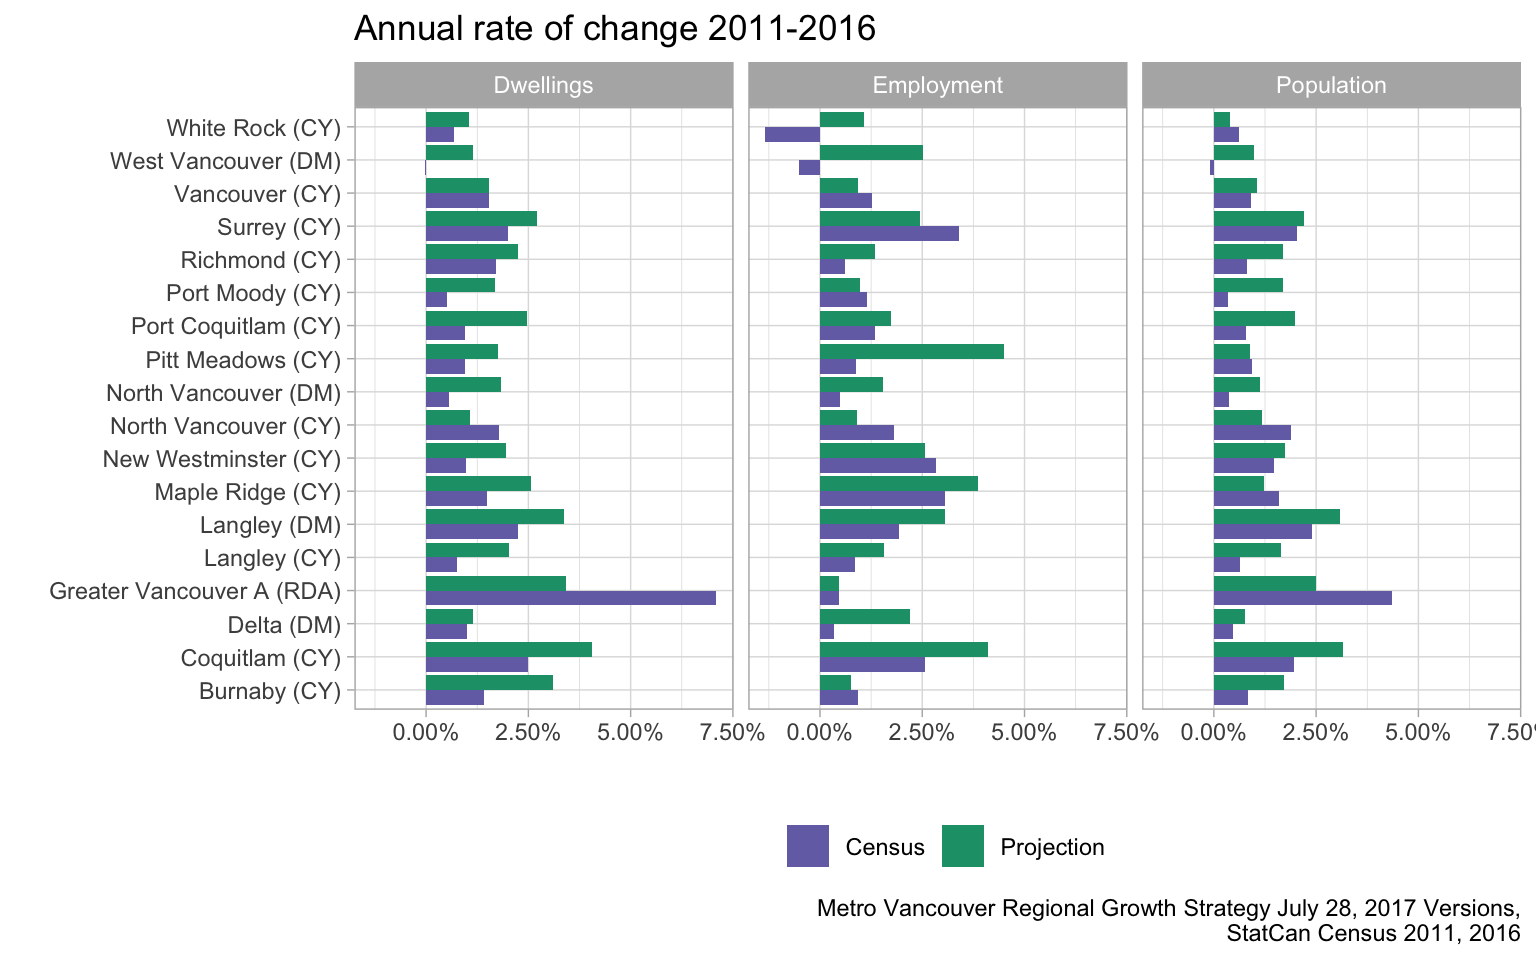 Annual rate of change 2011-2016
Dwellings
Employment
Population
White Rock (CY)
West Vancouver (DM)
Vancouver (CY)
Surrey (CY)
Richmond (CY)
Port Moody (CY)
Port Coquitlam (CY)
Pitt Meadows (CY)
North Vancouver (DM)
North Vancouver (CY)
New Westminster (CY)
Maple Ridge (CY)
Langley (DM)
Langley (CY)
Greater Vancouver A (RDA)
Delta (DM)
Coquitlam (CY)
Burnaby (CY)
0.00% 2.50% 5.00% 7.50% 0.00% 2.50% 5.00% 7.50% 0.00% 2.50% 5.00% 7.50%
Census Projection
Metro Vancouver Regional Growth Strategy July 28, 2017 Versions,
StatCan Census 2011, 2016